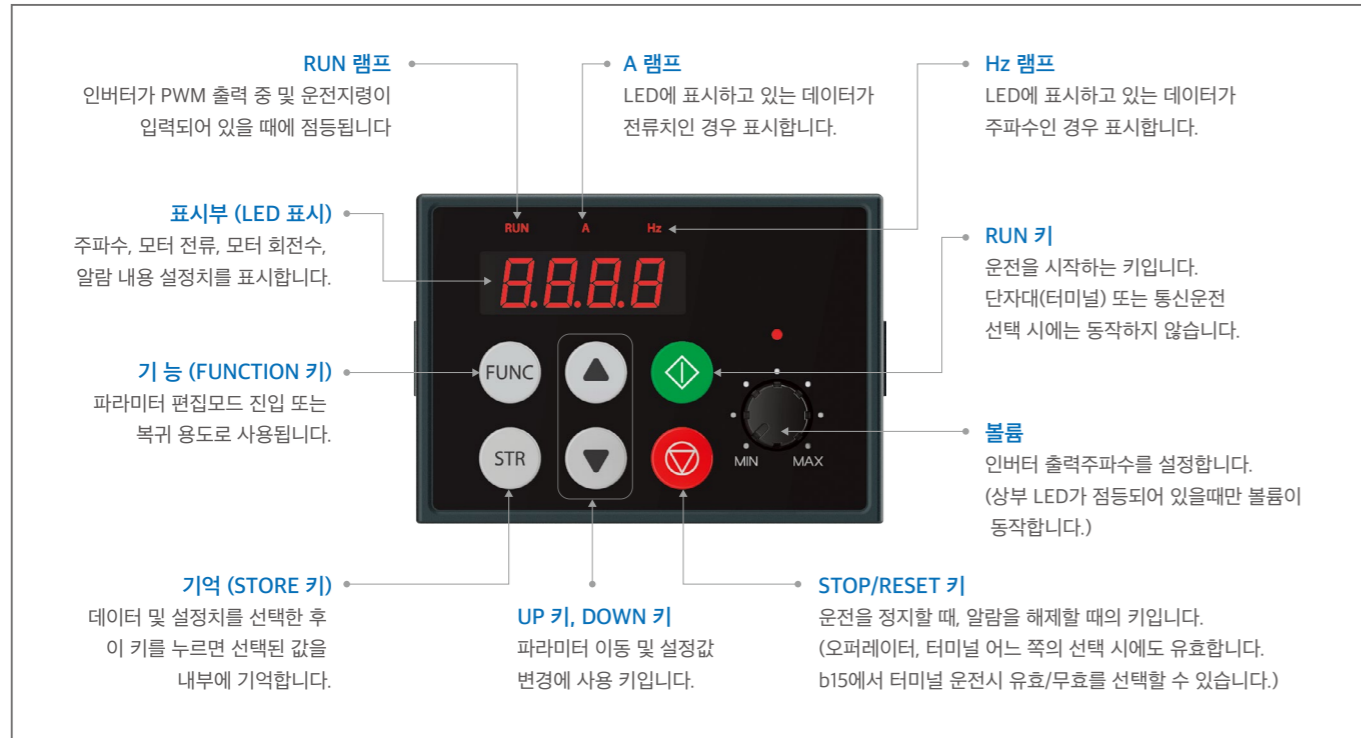 RUN 램프
인버터가 PWM 출력 중 및 운전지령이
입력되어 있을 때에 점등됩니다
A 램프
LED에 표시하고 있는 데이터가
전류치인 경우 표시합니다.
Hz 램프
LED에 표시하고 있는 데이터가
주파수인 경우 표시합니다.
표시부 (LED 표시)
주파수, 모터 전류, 모터 회전수,
알람 내용 설정치를 표시합니다.
RUN A Hz
8.8.8.8
RUN 키
운전을 시작하는 키입니다.
단자대(터미널) 또는 통신운전
선택 시에는 동작하지 않습니다.
기 능 (FUNCTION 키)
파라미터 편집모드 진입 또는
복귀 용도로 사용됩니다.
FUNC
STR
MIN MAX
볼륨
인버터 출력주파수를 설정합니다.
(상부 LED가 점등되어 있을때만 볼륨이
동작합니다.)
기억 (STORE 키)
데이터 및 설정치를 선택한 후
이 키를 누르면 선택된 값을
내부에 기억합니다.
UP 키, DOWN 키
파라미터 이동 및 설정값
변경에 사용 키입니다.
STOP/RESET 키
운전을 정지할 때, 알람을 해제할 때의 키입니다.
(오퍼레이터, 터미널 어느 쪽의 선택 시에도 유효합니다.
b15에서 터미널 운전시 유효/무효를 선택할 수 있습니다.)